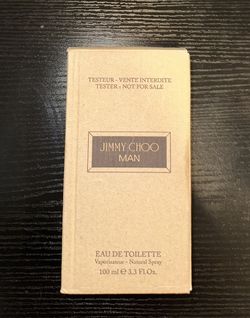 TESTEUR - VENTE INTERDITE
TESTER : NOT FOR SALE
JIMMY CHOO
MAN
EAU DE TOILETTE
Vaporisateur - Natural Spray
100 ml ℮ 3.3 Fl.Oz.